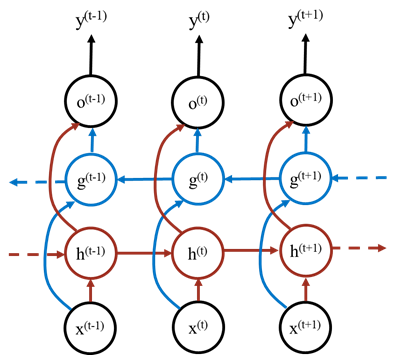 y(t-1) y(t) y(t+1)
o(t-1) o(t) o(t+1)
g(t-1) g(t) g(t+1)
h(t-1) h(t) h(t+1)
x(t-1) x(t) x(t+1)